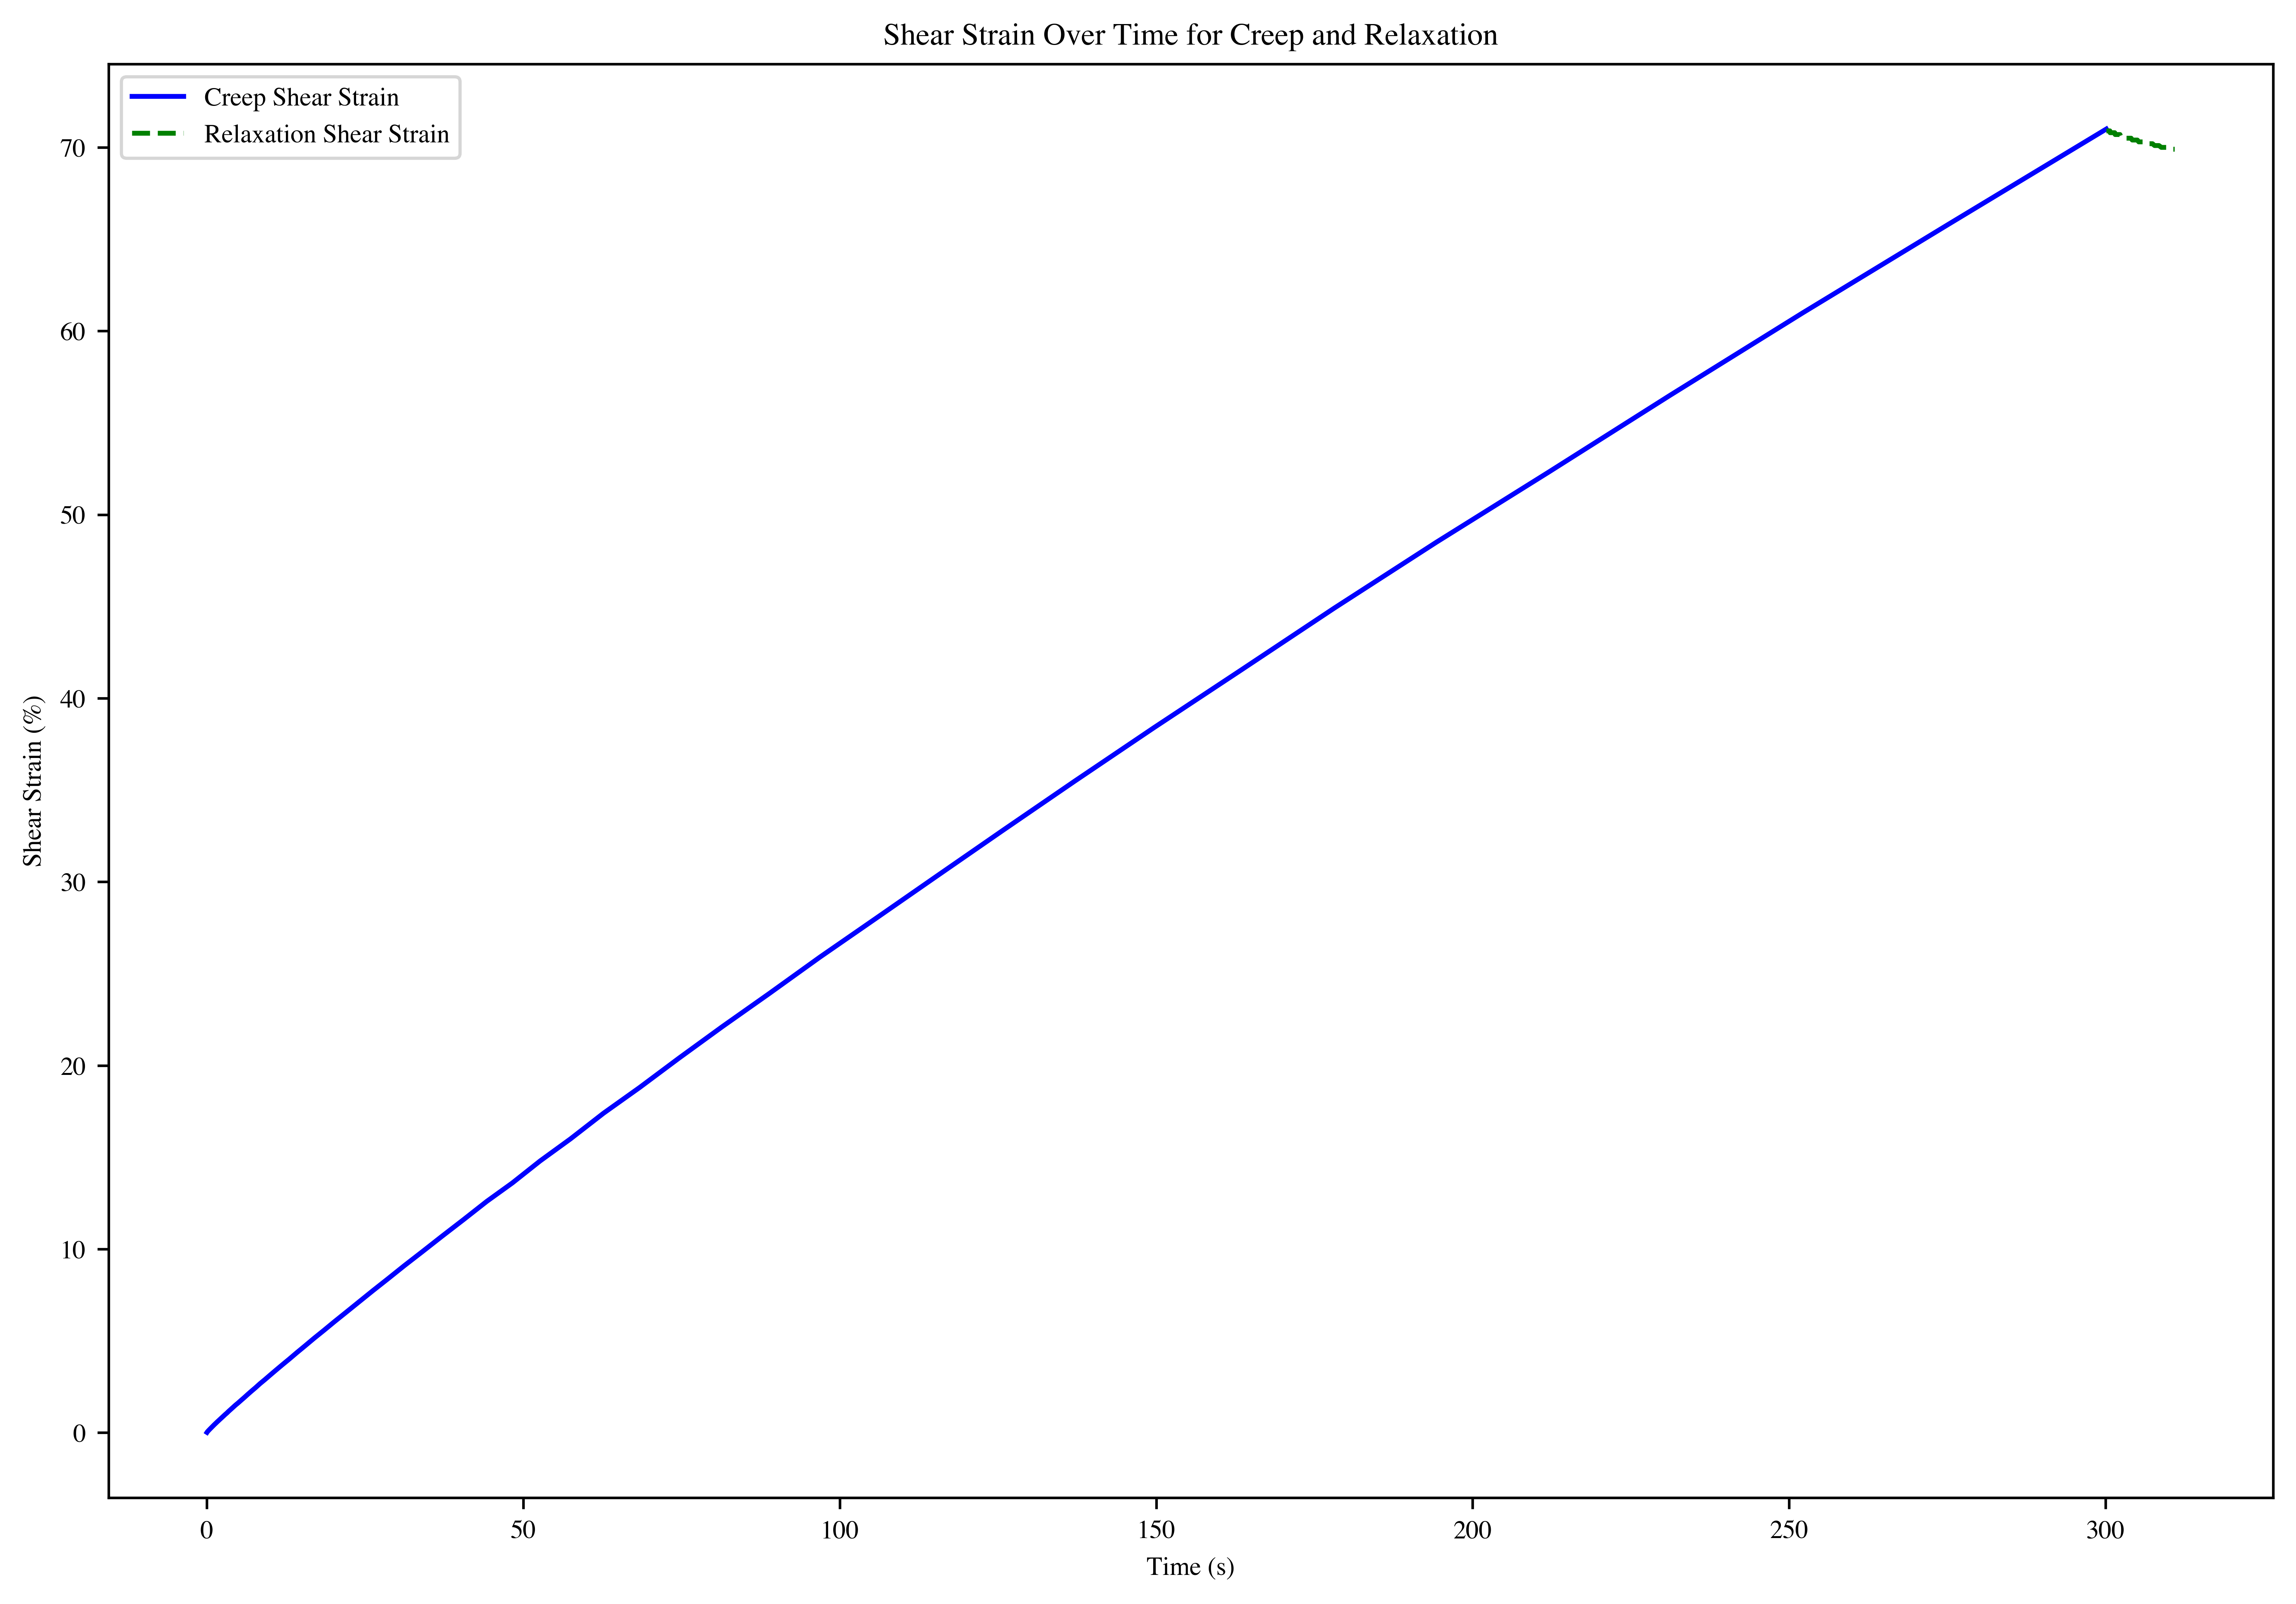 Shear Strain Over Time for Creep and Relaxation
Creep Shear Strain
Relaxation Shear Strain
Shear Strain (%)
70
60
50
40
30
20
10
0
0 50 100 150 200 250 300
Time (s)